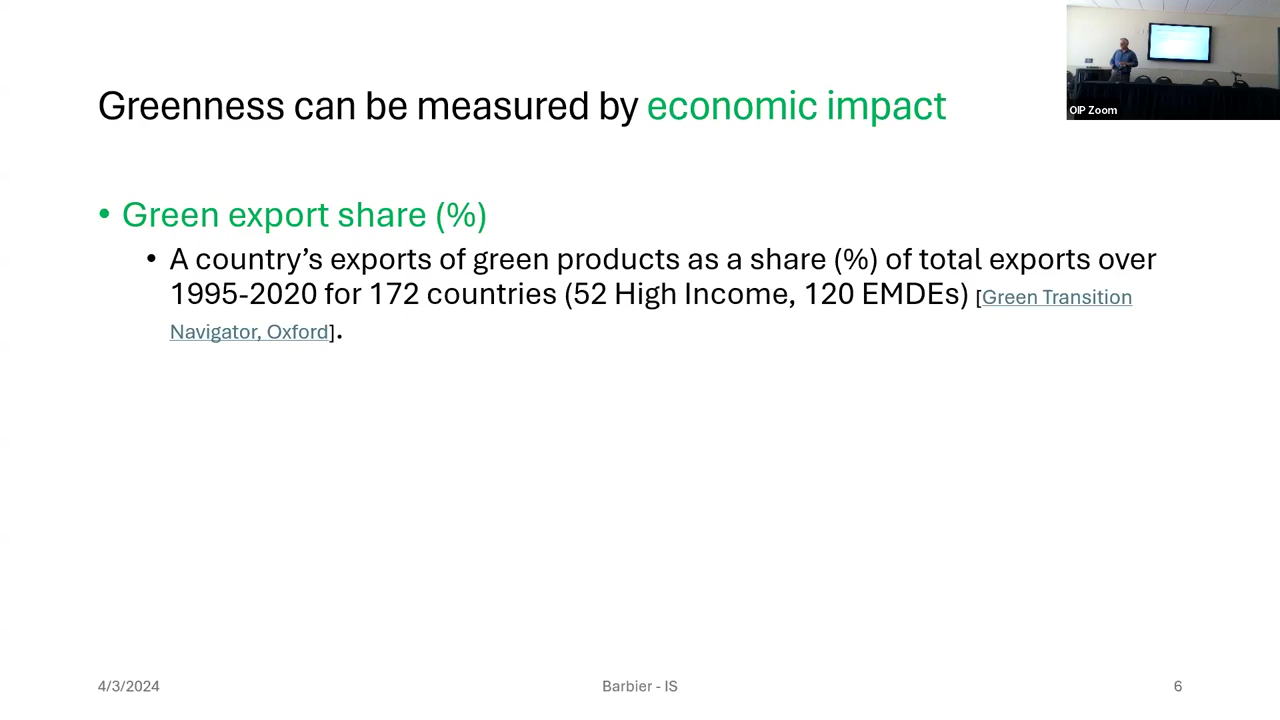 Greenness can be measured by economic impact
OIP Zoom
• Green export share (%)
• A country’s exports of green products as a share (%) of total exports over
1995-2020 for 172 countries (52 High Income, 120 EMDEs) [Green Transition
Navigator, Oxford].
4/3/2024
Barbier - IS
6